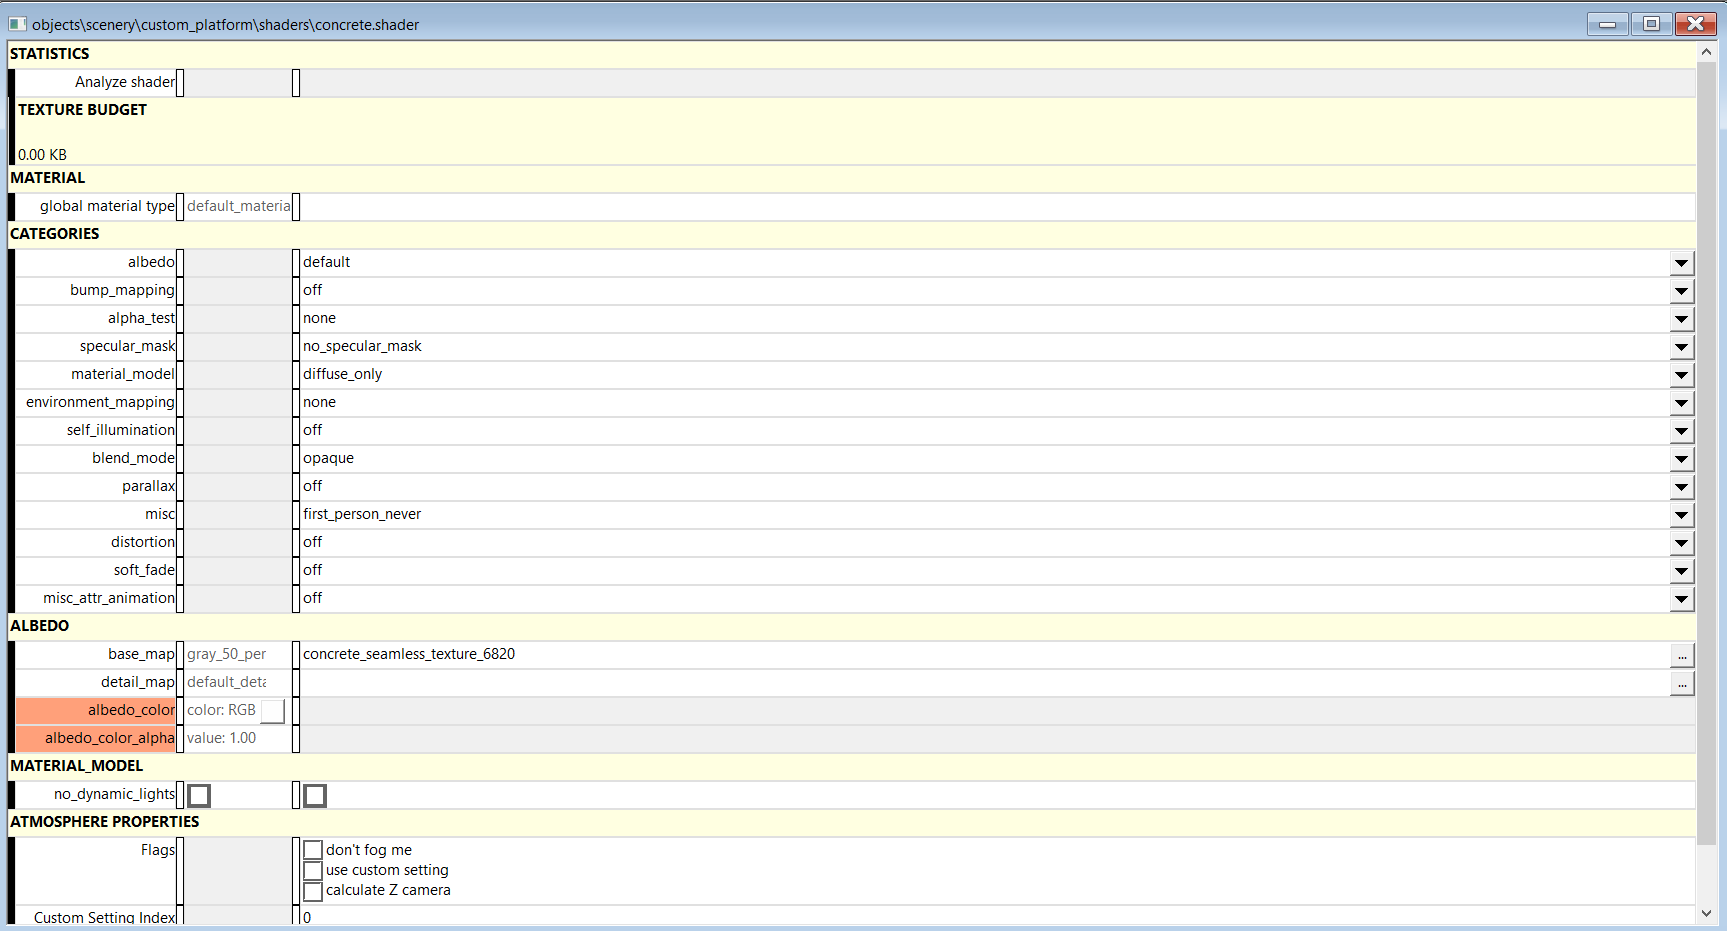 objects\scenery\custom_platform\shaders\concrete.shader
STATISTICS
Analyze shader
TEXTURE BUDGET
0.00 KB
MATERIAL
global material type default_materia
CATEGORIES
albedo default
bump_mapping off
alpha_test none
specular_mask no_specular_mask
material_model diffuse_only
environment_mapping none
self_illumination off
blend_mode opaque
parallax off
misc first_person_never
distortion off
soft_fade off
misc_attr_animation off
ALBEDO
base_map gray_50_per concrete_seamless_texture_6820 ...
detail_map default_deta ...
albedo_color color: RGB
albedo_color_alpha value: 1.00
MATERIAL_MODEL
no_dynamic_lights
ATMOSPHERE PROPERTIES
Flags don't fog me
use custom setting
calculate Z camera
Custom Setting Index 0